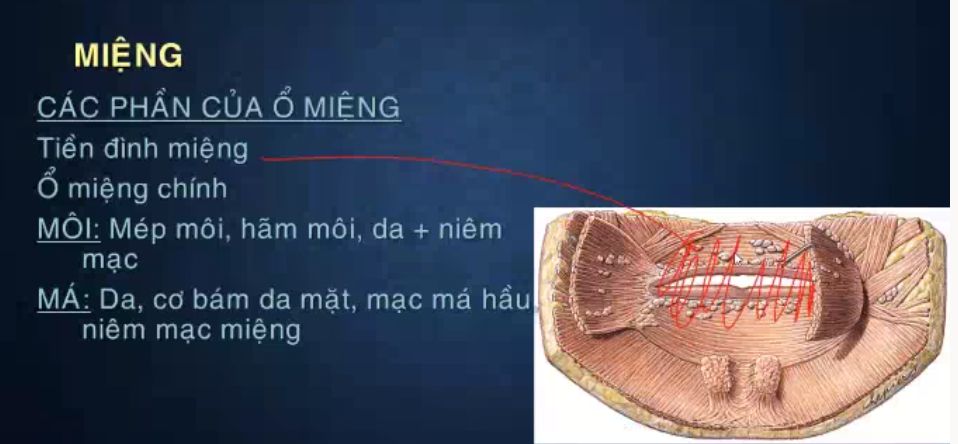 MIỆNG
CÁC PHẦN CỦA Ổ MIỆNG
Tiền đình miệng
Ổ miệng chính
MÔI: Mép môi, hãm môi, da + niêm
mạc
MÁ: Da, cơ bám da mặt, mạc má hầu,
niêm mạc miệng